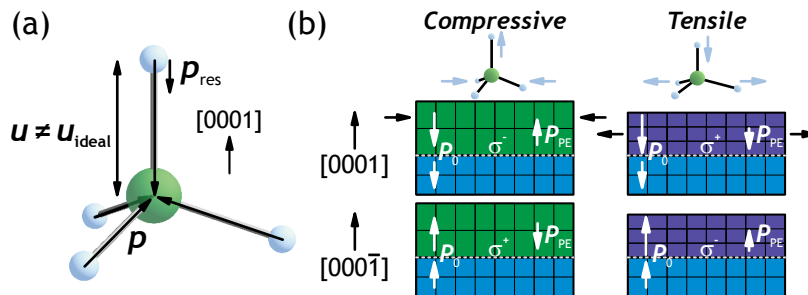 (a)
p_res
[0001]
u ≠ u_ideal
p
(b)
Compressive
Tensile
[0001]
P_0
σ^-
P_PE
P_0
σ^+
P_PE
[0001̄]
P_0
σ^+
P_PE
P_0
σ^-
P_PE